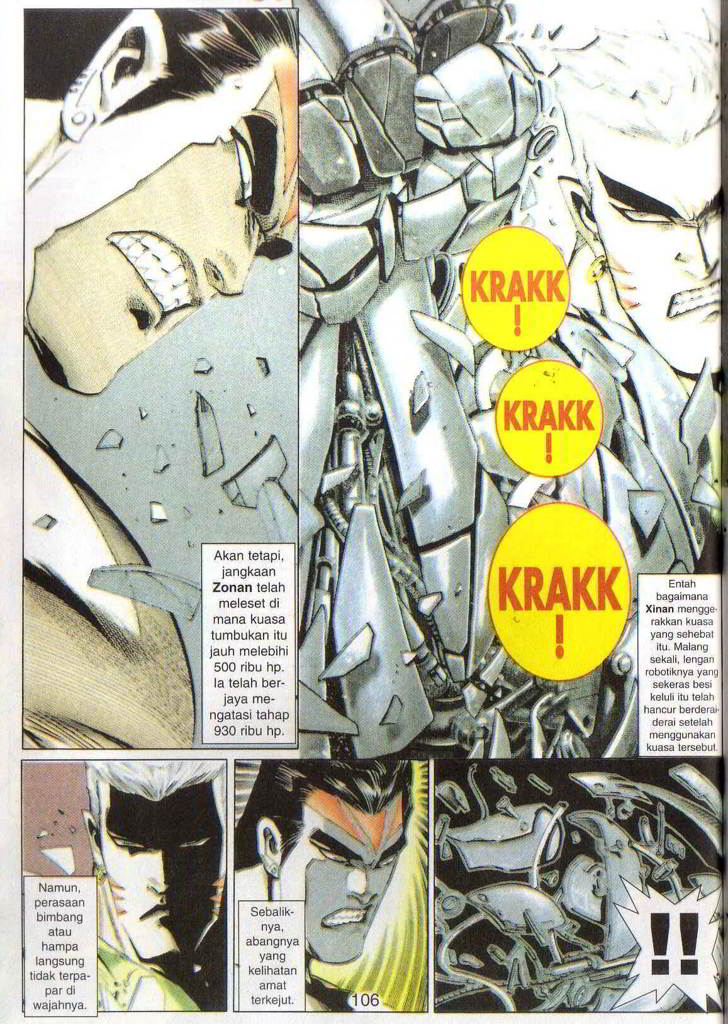 KRAKK
!
KRAKK
!
KRAKK
!
Akan tetapi,
jangkaan
Zonan telah
meleset di
mana kuasa
tumbukan itu
jauh melebihi
500 ribu hp.
Ia telah ber-
jaya me-
ngatasi tahap
930 ribu hp.
Entah
bagaimana
Xinan mengge-
rakkan kuasa
yang sehebat
itu. Malang
sekali, lengan
robotiknya yang
sekeras besi
keluli itu telah
hancur berderai-
derai setelah
menggunakan
kuasa tersebut.
Namun,
perasaan
bimbang
atau
hampa
langsung
tidak terpa-
par di
wajahnya.
Sebalik-
nya,
abangnya
yang
kelihatan
amat
terkejut.
!!
106